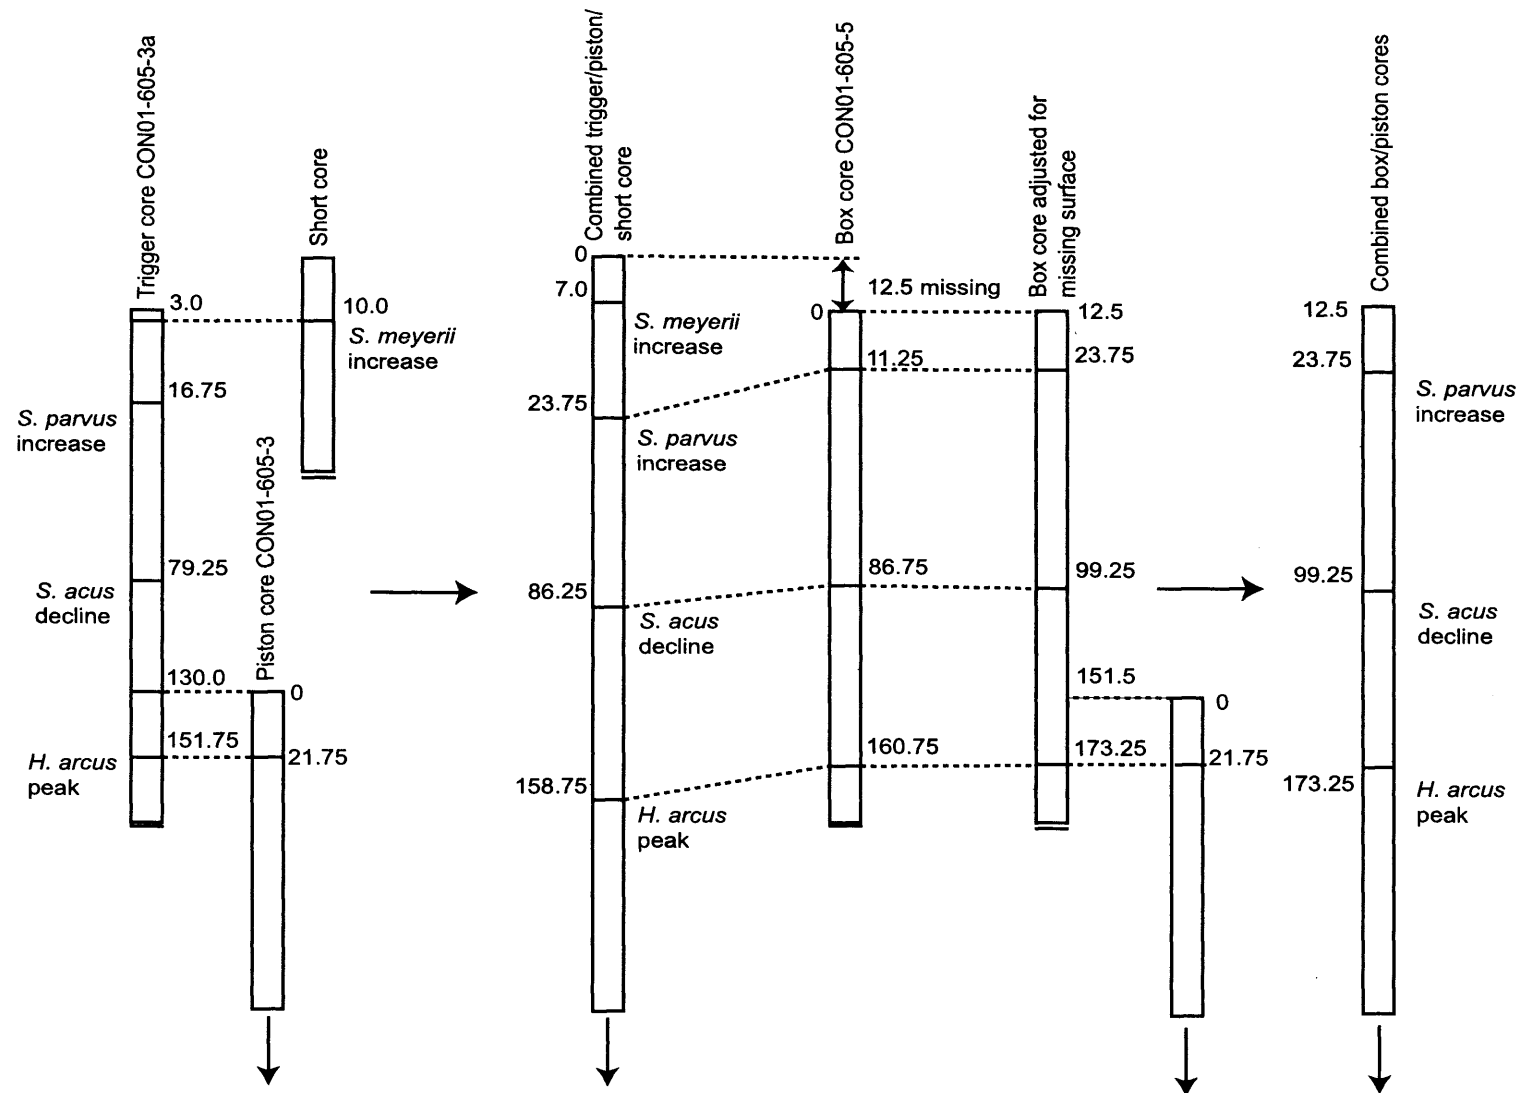 Trigger core CON01-605-3a
3.0
16.75
S. parvus
increase
79.25
S. acus
decline
130.0
151.75
H. arcus
peak
Short core
10.0
S. meyerii
increase
Piston core CON01-605-3
0
21.75
Combined trigger/piston/
short core
0
7.0
S. meyerii
increase
23.75
S. parvus
increase
86.25
S. acus
decline
158.75
H. arcus
peak
Box core CON01-605-5
12.5 missing
0
11.25
86.75
160.75
Box core adjusted for
missing surface
12.5
23.75
99.25
151.5
173.25
0
21.75
Combined box/piston cores
12.5
23.75
S. parvus
increase
99.25
S. acus
decline
173.25
H. arcus
peak